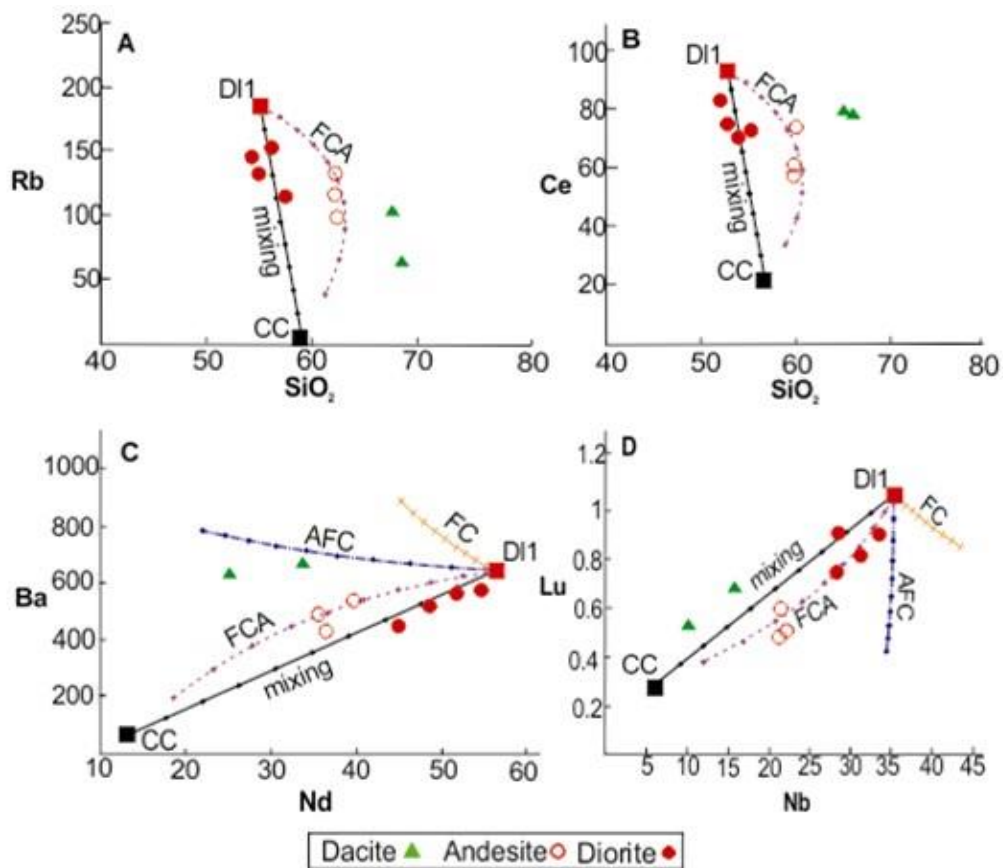 A
250
200
150
100
50
Rb
DI1
FCA
mixing
CC
40 50 60 70 80
SiO₂
B
100
80
60
40
20
Ce
DI1
FCA
mixing
CC
40 50 60 70 80
SiO₂
C
1000
800
600
400
200
Ba
AFC
FC
DI1
FCA
mixing
CC
10 20 30 40 50 60
Nd
D
1.2
1
0.8
0.6
0.4
0.2
Lu
DI1
FC
mixing
AFC
FCA
CC
5 10 15 20 25 30 35 40 45
Nb
Dacite Andesite Diorite